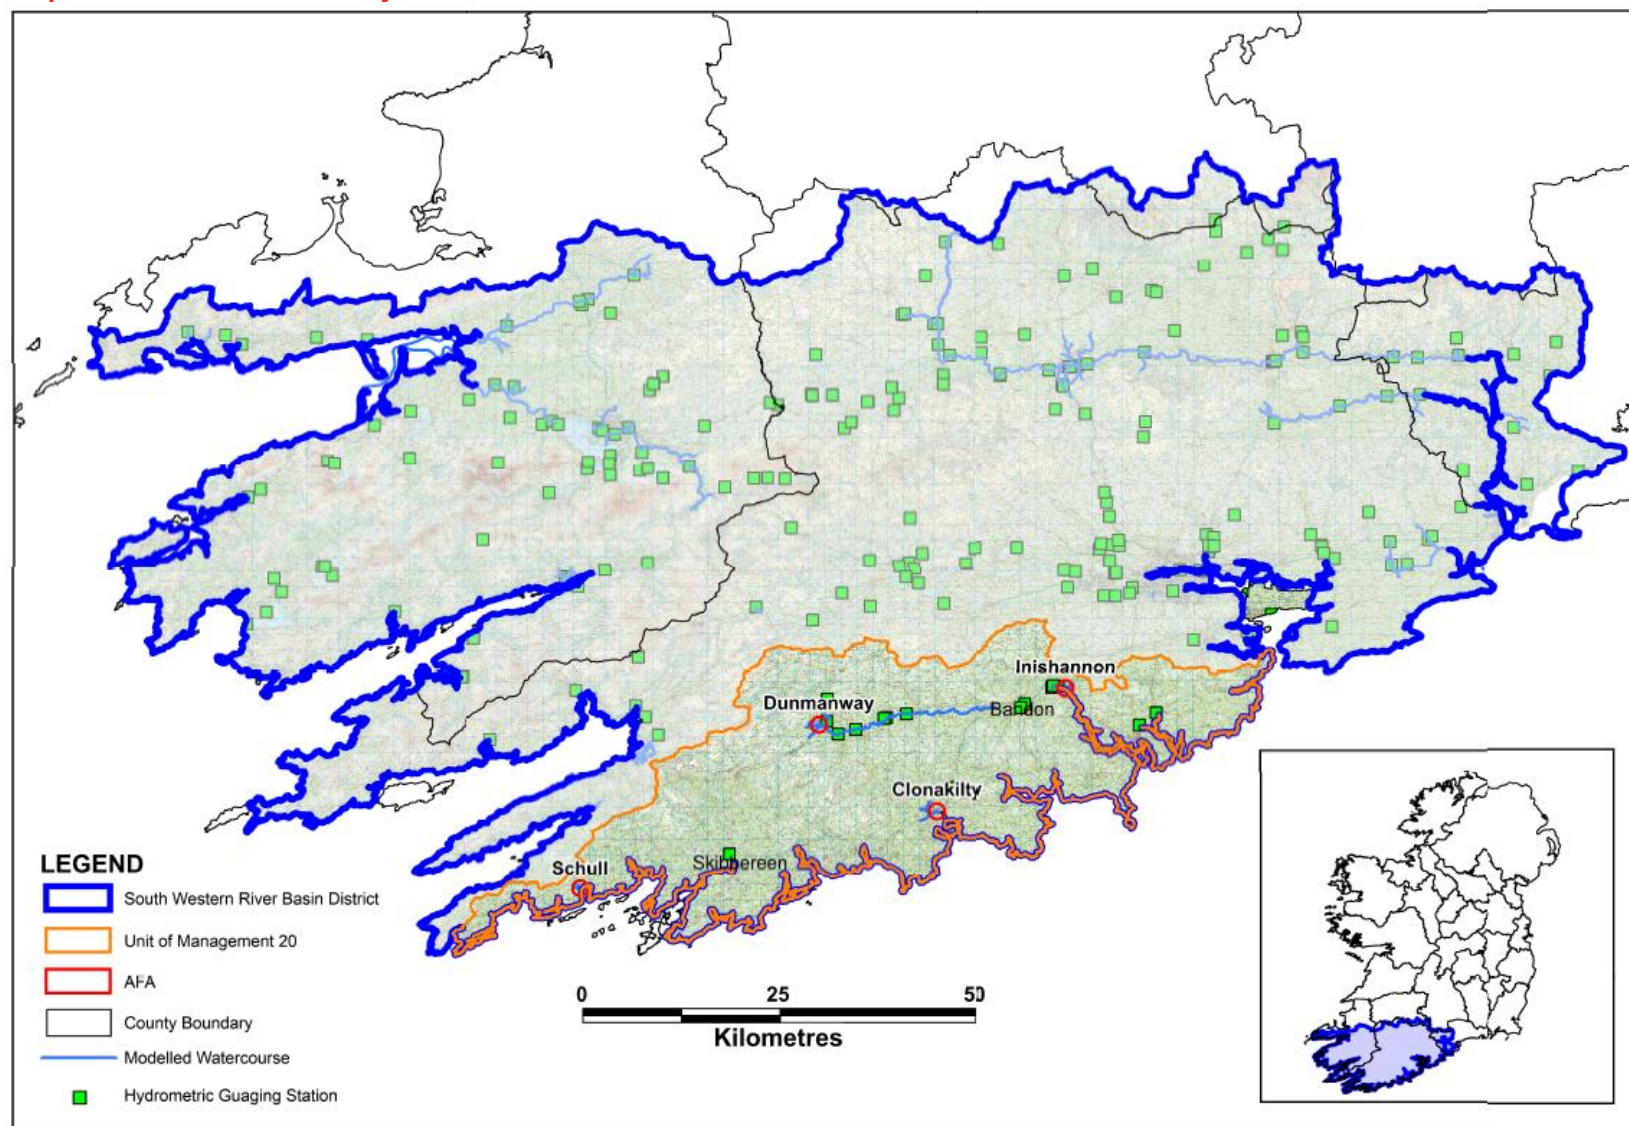 Inishannon
Dunmanway
Bandon
Clonakilty
Skibbereen
Schull
LEGEND
South Western River Basin District
Unit of Management 20
AFA
County Boundary
Modelled Watercourse
Hydrometric Guaging Station
0 25 50
Kilometres